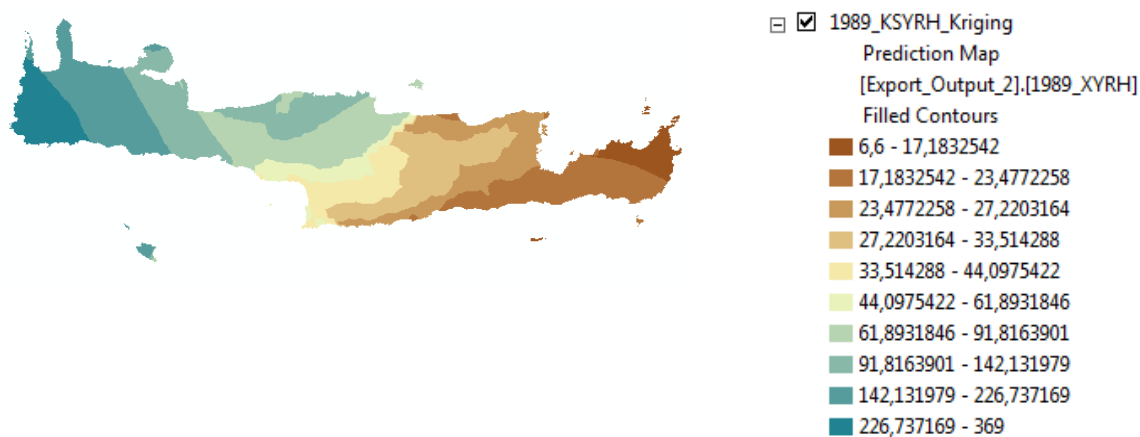 1989_KSYRH_Kriging
Prediction Map
[Export_Output_2].[1989_XYRH]
Filled Contours
6,6 - 17,1832542
17,1832542 - 23,4772258
23,4772258 - 27,2203164
27,2203164 - 33,514288
33,514288 - 44,0975422
44,0975422 - 61,8931846
61,8931846 - 91,8163901
91,8163901 - 142,131979
142,131979 - 226,737169
226,737169 - 369